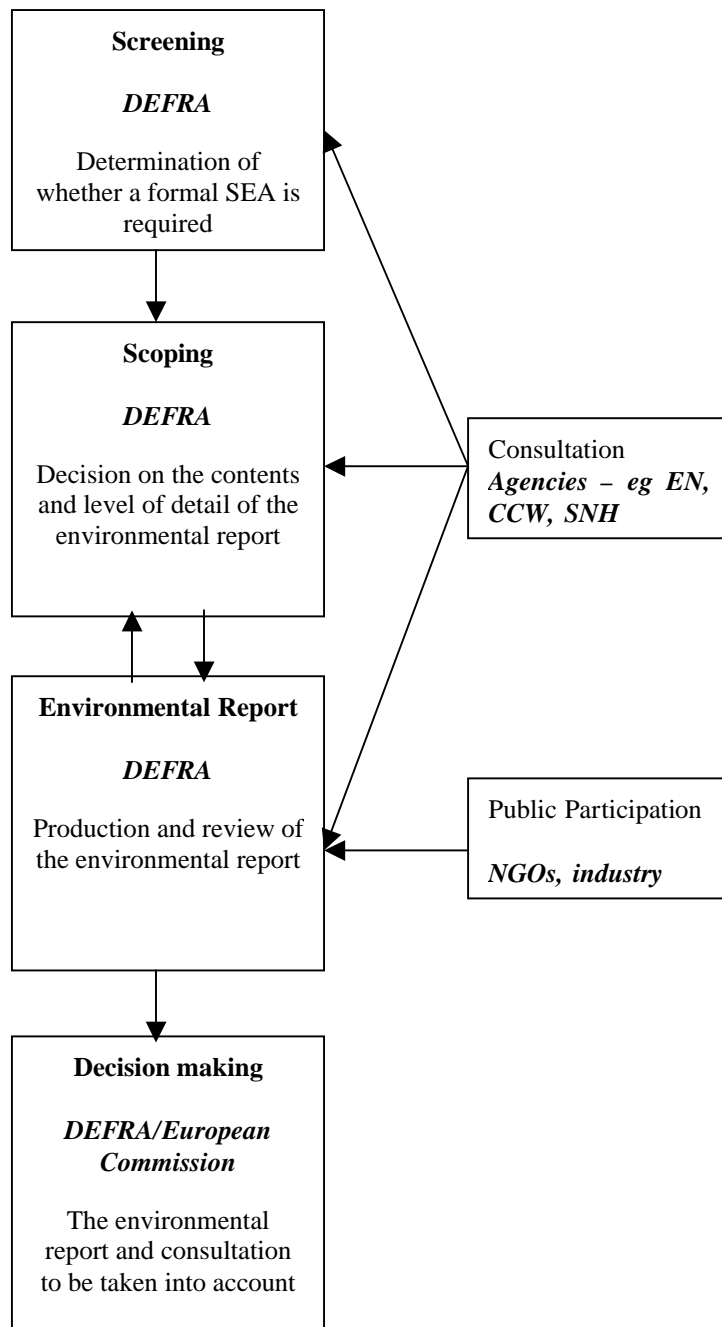 Screening
DEFRA
Determination of
whether a formal SEA is
required
Scoping
DEFRA
Decision on the contents
and level of detail of the
environmental report
Consultation
Agencies – eg EN,
CCW, SNH
Environmental Report
DEFRA
Production and review of
the environmental report
Public Participation
NGOs, industry
Decision making
DEFRA/European
Commission
The environmental
report and consultation
to be taken into account